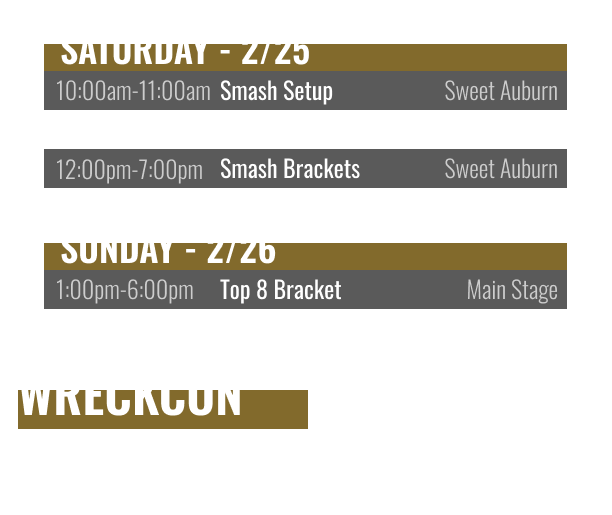 SATURDAY - 2/25
10:00am-11:00am Smash Setup Sweet Auburn
12:00pm-7:00pm Smash Brackets Sweet Auburn
SUNDAY - 2/26
1:00pm-6:00pm Top 8 Bracket Main Stage
WRECKCON